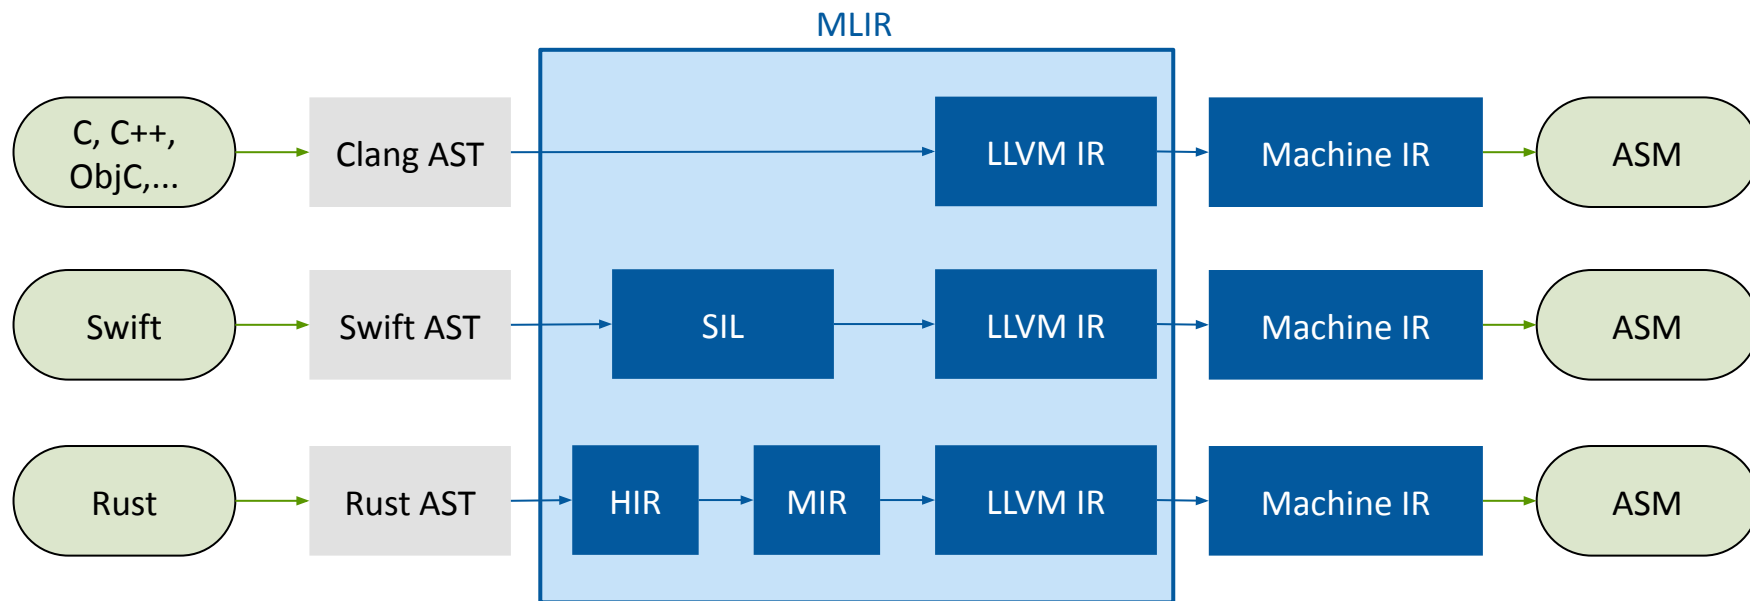 MLIR
C, C++,
ObjC,...
Clang AST
LLVM IR
Machine IR
ASM
Swift
Swift AST
SIL
LLVM IR
Machine IR
ASM
Rust
Rust AST
HIR
MIR
LLVM IR
Machine IR
ASM